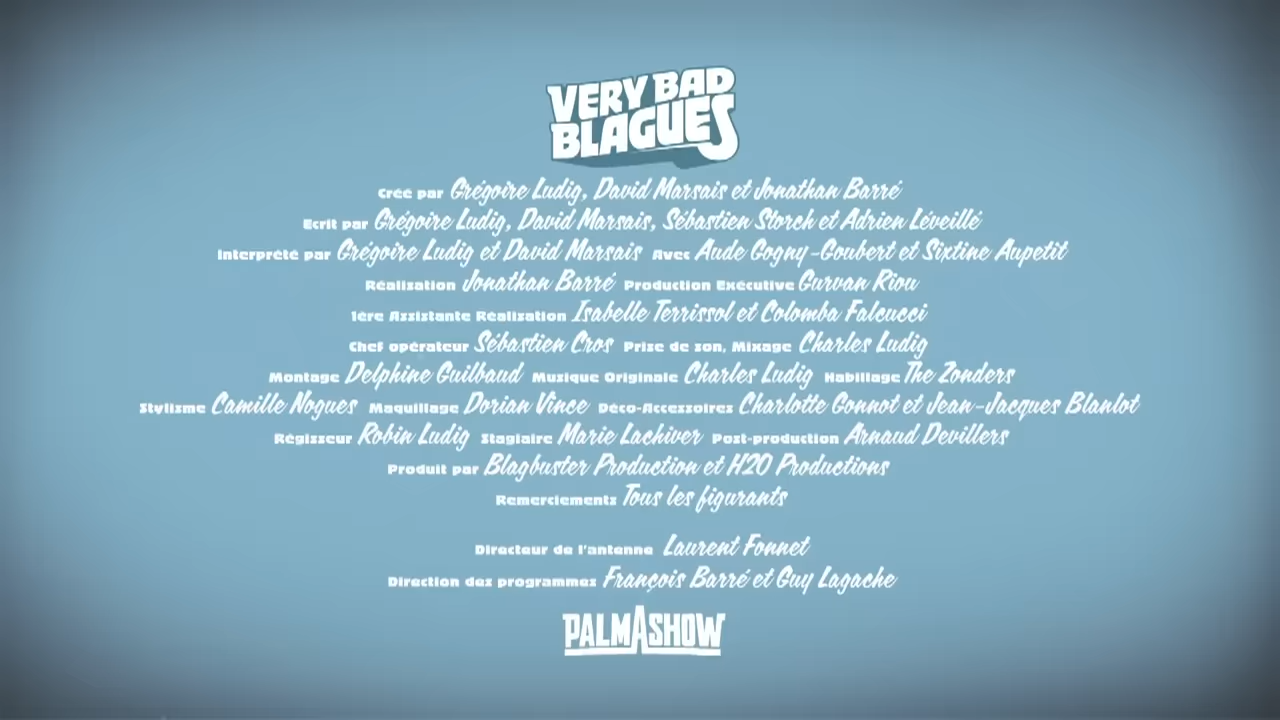 VERY BAD
BLAGUES
Créé par Grégoire Ludig, David Marsais et Jonathan Barré
Ecrit par Grégoire Ludig, David Marsais, Sébastien Storch et Adrien Léveillé
Interprété par Grégoire Ludig et David Marsais Avec Aude Gogny-Goubert et Sixtine Aupetit
Réalisation Jonathan Barré Production Exécutive Gurvan Riou
1ère Assistante Réalisation Isabelle Terrissol et Colomba Falcucci
Chef opérateur Sébastien Cros Prise de son, Mixage Charles Ludig
Montage Delphine Guilbaud Musique Originale Charles Ludig Habillage The Zonders
Stylisme Camille Nogues Maquillage Dorian Vince Déco-Accessoires Charlotte Gonnot et Jean-Jacques Blanlot
Régisseur Robin Ludig Stagiaire Marie Lachiver Post-production Arnaud Devillers
Produit par Blagbuster Production et H2O Productions
Remerciements Tous les figurants
Directeur de l'antenne Laurent Fonnet
Direction des programmes François Barré et Guy Lagache
PALMASHOW